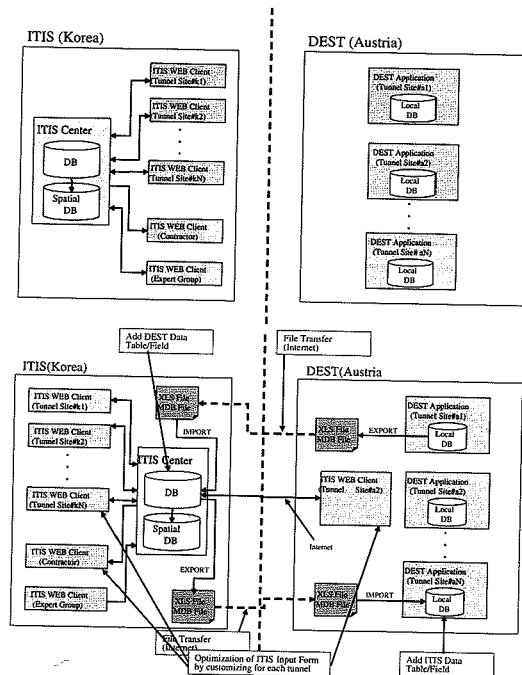 ITIS (Korea)
ITIS WEB Client
(Tunnel Site#k1)
ITIS WEB Client
(Tunnel Site#k2)
ITIS Center
DB
Spatial
DB
ITIS WEB Client
(Tunnel Site#kN)
ITIS WEB Client
(Contractor)
ITIS WEB Client
(Expert Group)
DEST (Austria)
DEST Application
(Tunnel Site#a1)
Local
DB
DEST Application
(Tunnel Site#a2)
Local
DB
DEST Application
(Tunnel Site# aN)
Local
DB
Add DEST Data
Table/Field
File Transfer
(Internet)
ITIS(Korea)
ITIS WEB Client
(Tunnel Site#k1)
ITIS WEB Client
(Tunnel Site#k2)
ITIS WEB Client
(Tunnel Site#kN)
ITIS WEB Client
(Contractor)
ITIS WEB Client
(Expert Group)
XLS File
MDB File
IMPORT
ITIS Center
DB
Spatial
DB
EXPORT
XLS File
MDB File
File Transfer
(Internet)
DEST(Austria
XLS File
MDB File
EXPORT
DEST Application
(Tunnel Site#a1)
Local
DB
ITIS WEB Client
(Tunnel Site#a2)
Internet
DEST Application
(Tunnel Site#a2)
Local
DB
XLS File
MDB File
IMPORT
DEST Application
(Tunnel Site#aN)
Local
DB
Optimization of ITIS Input Form
by customizing for each tunnel
Add ITIS Data
Table/Field